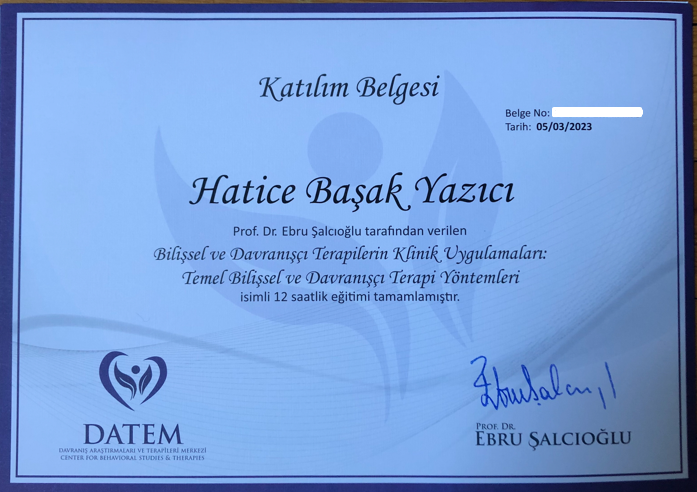 Katılım Belgesi
Belge No:
Tarih: 05/03/2023
Hatice Başak Yazıcı
Prof. Dr. Ebru Şalcıoğlu tarafından verilen
Bilişsel ve Davranışçı Terapilerin Klinik Uygulamaları:
Temel Bilişsel ve Davranışçı Terapi Yöntemleri
isimli 12 saatlik eğitimi tamamlamıştır.
DATEM
DAVRANIŞ ARAŞTIRMALARI VE TERAPİLERİ MERKEZİ
CENTER FOR BEHAVIORAL STUDIES & THERAPIES
Ebru Şalcıoğlu
PROF. DR.
EBRU ŞALCIOĞLU